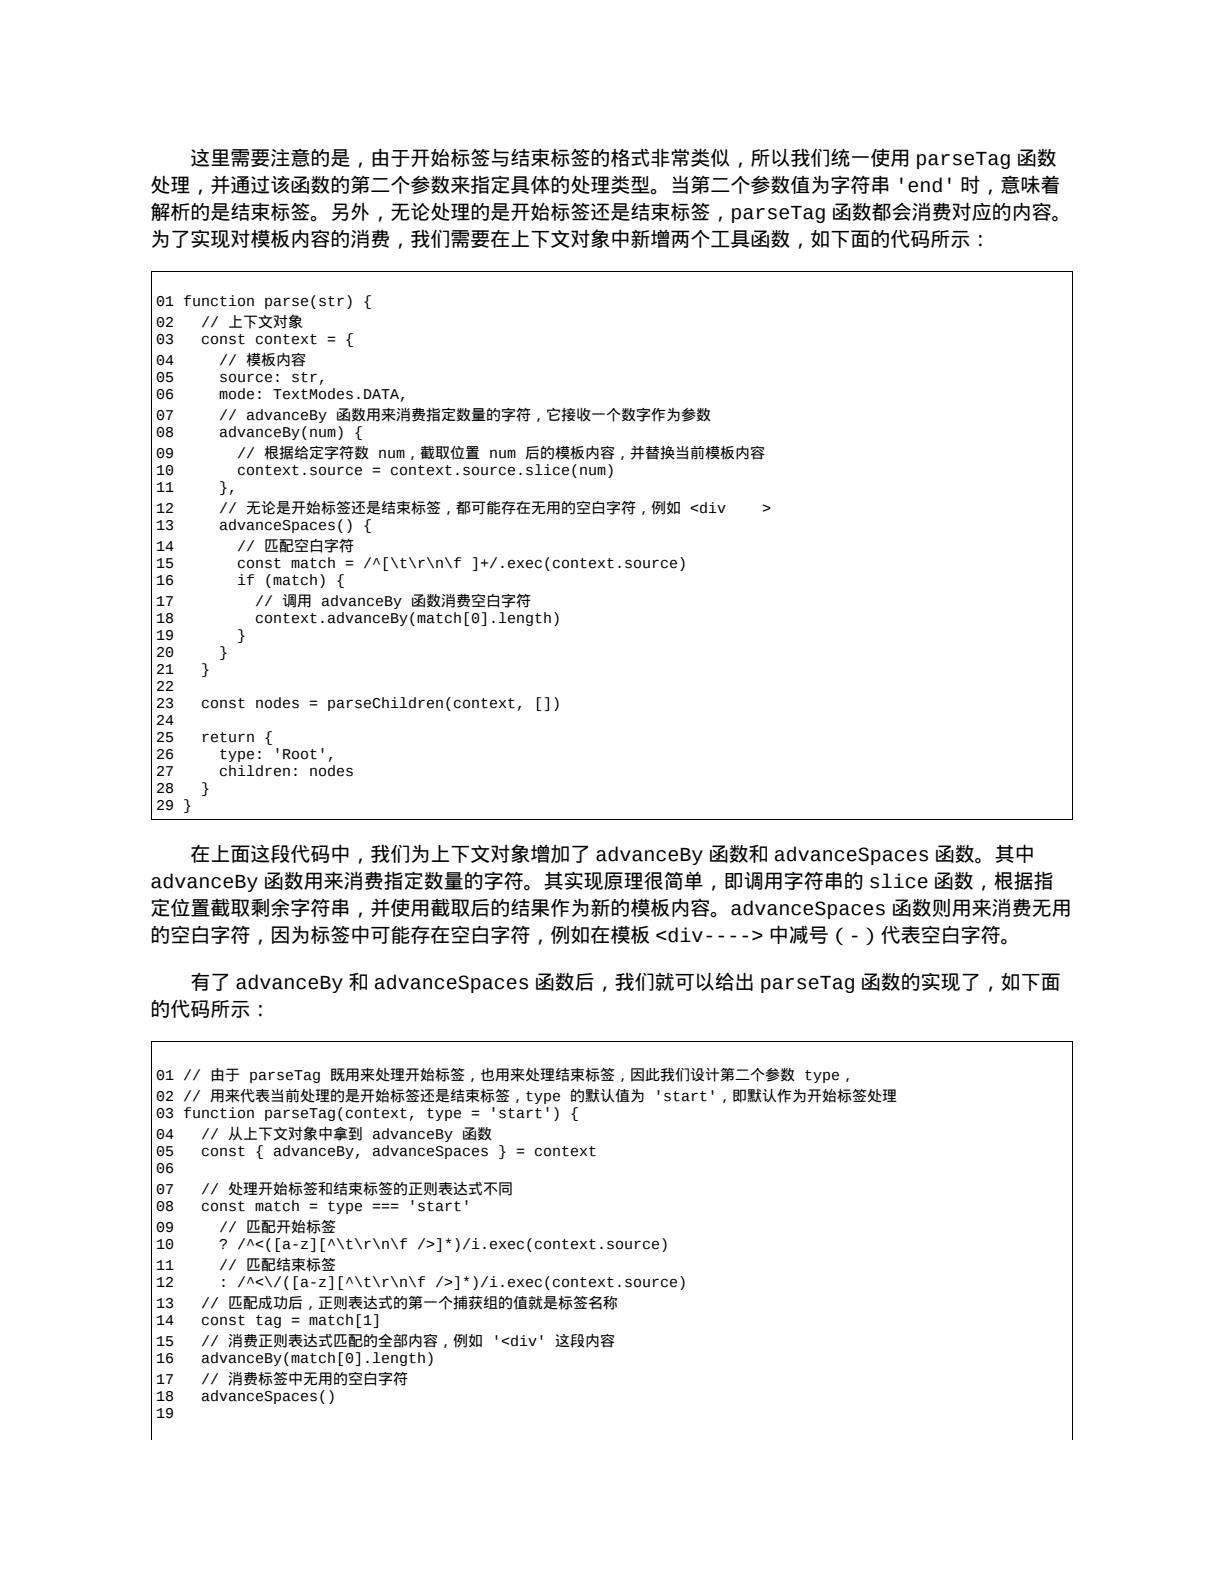 这里需要注意的是，由于开始标签与结束标签的格式非常类似，所以我们统一使用 parseTag 函数
处理，并通过该函数的第二个参数来指定具体的处理类型。当第二个参数值为字符串 'end' 时，意味着
解析的是结束标签。另外，无论处理的是开始标签还是结束标签，parseTag 函数都会消费对应的内容。
为了实现对模板内容的消费，我们需要在上下文对象中新增两个工具函数，如下面的代码所示：
01 function parse(str) {
02   // 上下文对象
03   const context = {
04     // 模板内容
05     source: str,
06     mode: TextModes.DATA,
07     // advanceBy 函数用来消费指定数量的字符，它接收一个数字作为参数
08     advanceBy(num) {
09       // 根据给定字符数 num，截取位置 num 后的模板内容，并替换当前模板内容
10       context.source = context.source.slice(num)
11     },
12     // 无论是开始标签还是结束标签，都可能存在无用的空白字符，例如 <div    >
13     advanceSpaces() {
14       // 匹配空白字符
15       const match = /^[\t\r\n\f ]+/.exec(context.source)
16       if (match) {
17         // 调用 advanceBy 函数消费空白字符
18         context.advanceBy(match[0].length)
19       }
20     }
21   }
22
23   const nodes = parseChildren(context, [])
24
25   return {
26     type: 'Root',
27     children: nodes
28   }
29 }
在上面这段代码中，我们为上下文对象增加了 advanceBy 函数和 advanceSpaces 函数。其中
advanceBy 函数用来消费指定数量的字符。其实现原理很简单，即调用字符串的 slice 函数，根据指
定位置截取剩余字符串，并使用截取后的结果作为新的模板内容。advanceSpaces 函数则用来消费无用
的空白字符，因为标签中可能存在空白字符，例如在模板 <div----> 中减号（-）代表空白字符。
有了 advanceBy 和 advanceSpaces 函数后，我们就可以给出 parseTag 函数的实现了，如下面
的代码所示：
01 // 由于 parseTag 既用来处理开始标签，也用来处理结束标签，因此我们设计第二个参数 type，
02 // 用来代表当前处理的是开始标签还是结束标签，type 的默认值为 'start'，即默认作为开始标签处理
03 function parseTag(context, type = 'start') {
04   // 从上下文对象中拿到 advanceBy 函数
05   const { advanceBy, advanceSpaces } = context
06
07   // 处理开始标签和结束标签的正则表达式不同
08   const match = type === 'start'
09     // 匹配开始标签
10     ? /^<([a-z][^\t\r\n\f />]*)/i.exec(context.source)
11     // 匹配结束标签
12     : /^<\/([a-z][^\t\r\n\f />]*)/i.exec(context.source)
13   // 匹配成功后，正则表达式的第一个捕获组的值就是标签名称
14   const tag = match[1]
15   // 消费正则表达式匹配的全部内容，例如 '<div' 这段内容
16   advanceBy(match[0].length)
17   // 消费标签中无用的空白字符
18   advanceSpaces()
19